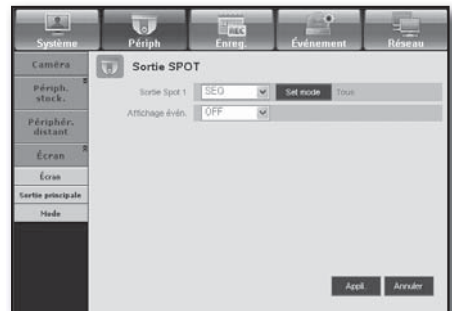 Système Périph Enreg. Événement Réseau
Caméra
Périph. stock.
Périphér. distant
Écran
Écran
Sortie principale
Mode
Sortie SPOT
Sortie Spot 1 SEQ Set mode Tous
Affichage évén. OFF
Appli. Annuler